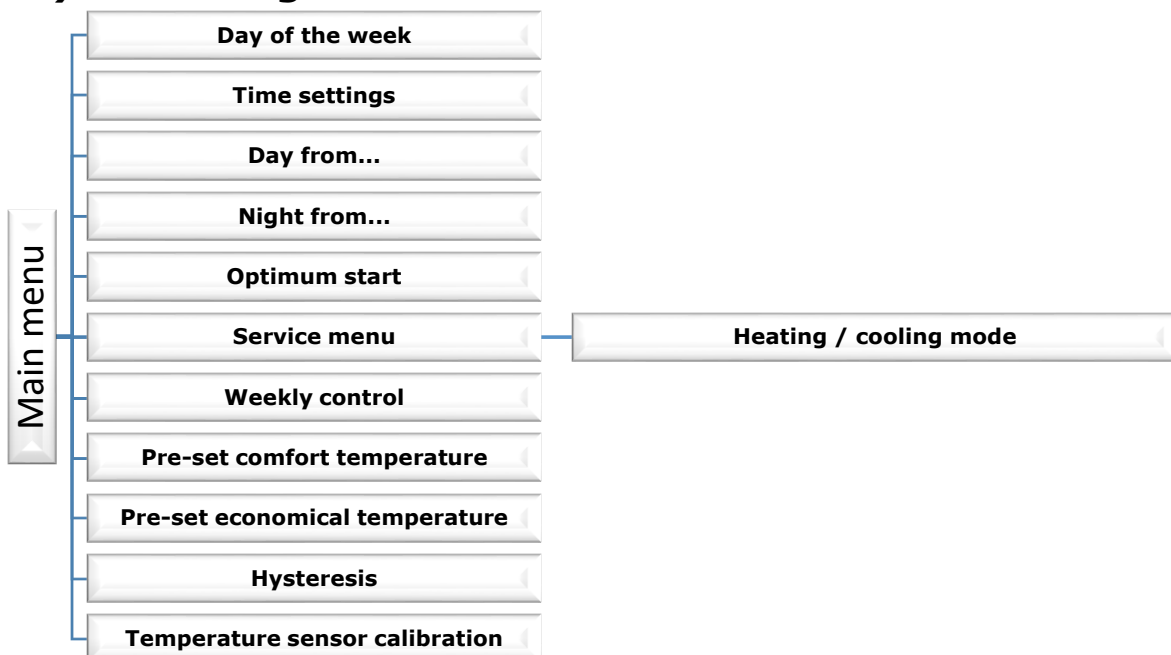 Day of the week
Time settings
Day from...
Night from...
Optimum start
Main menu
Service menu
Heating / cooling mode
Weekly control
Pre-set comfort temperature
Pre-set economical temperature
Hysteresis
Temperature sensor calibration